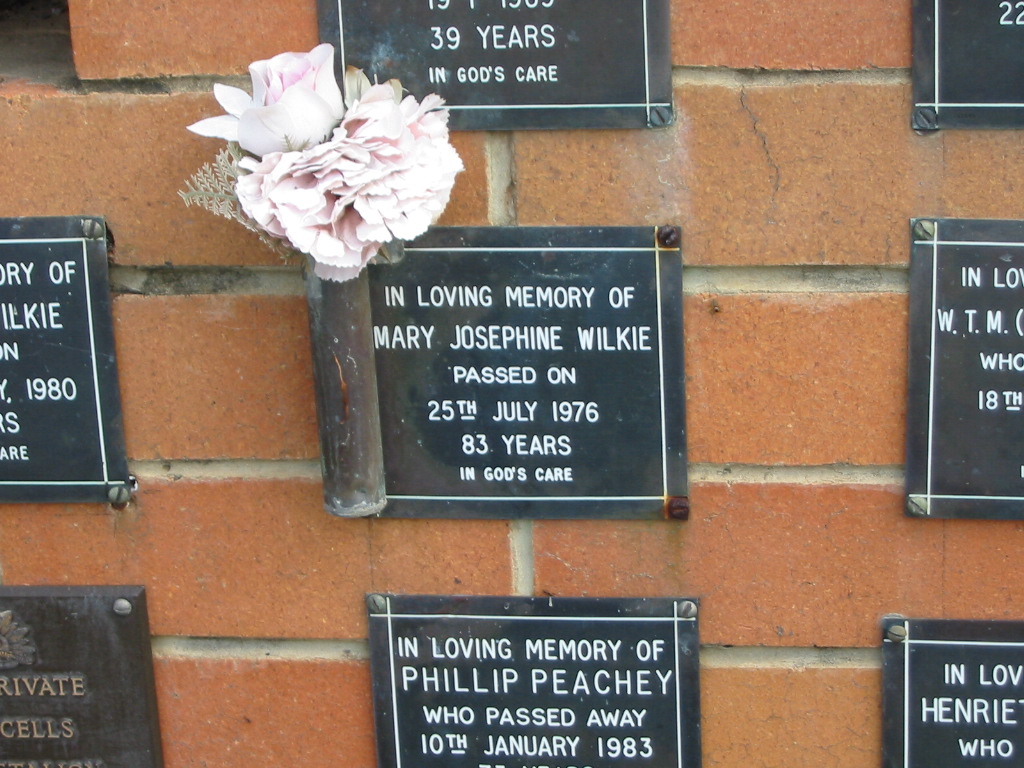 39 YEARS
IN GOD'S CARE
22
ORY OF
ILKIE
ON
Y, 1980
RS
ARE
IN LOVING MEMORY OF
MARY JOSEPHINE WILKIE
PASSED ON
25TH JULY 1976
83 YEARS
IN GOD'S CARE
IN LOV
W. T. M. (
WHO
18TH
RIVATE
CELLS
IN LOVING MEMORY OF
PHILLIP PEACHEY
WHO PASSED AWAY
10TH JANUARY 1983
IN LOV
HENRIET
WHO